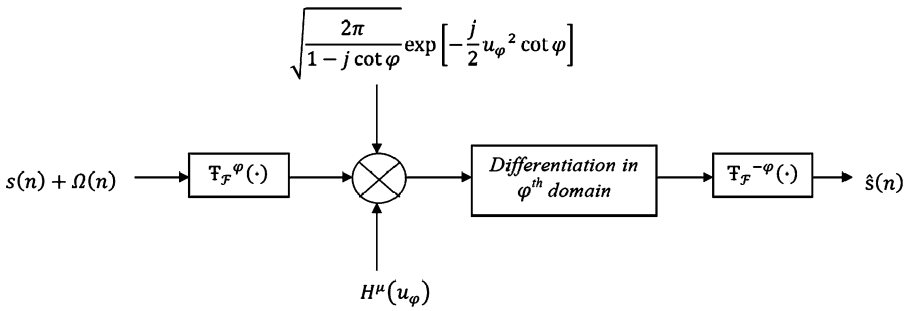 √(2π / (1 − j cot φ)) exp [−j/2 u_φ² cot φ]
s(n) + Ω(n)
Ŧ_ℱ^φ(·)
Differentiation in
φ^th domain
Ŧ_ℱ^−φ(·)
ŝ(n)
H^μ(u_φ)